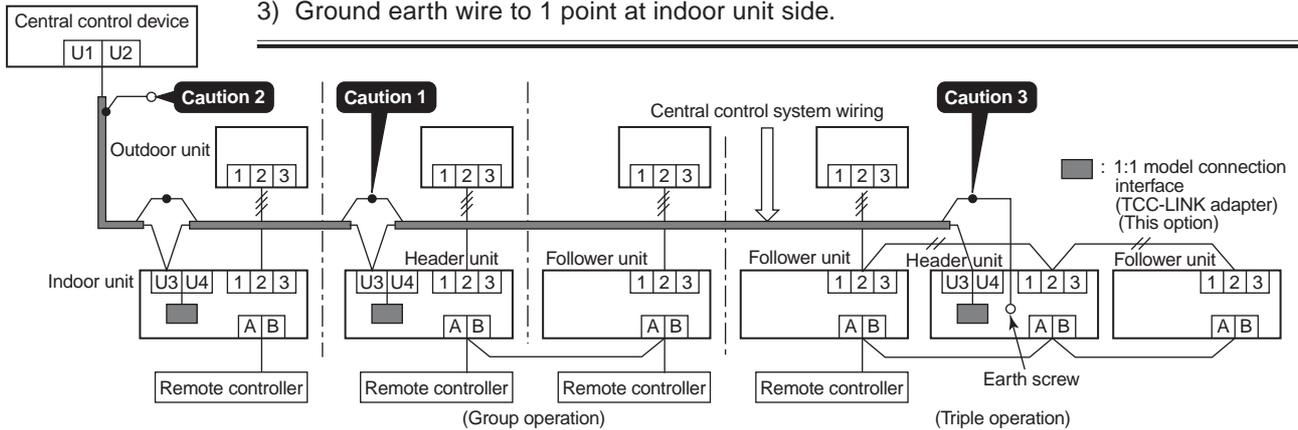 3) Ground earth wire to 1 point at indoor unit side.
Central control device
U1 U2
Caution 2
Caution 1
Caution 3
Central control system wiring
Outdoor unit
1 2 3
1 2 3
1 2 3
1 2 3
: 1:1 model connection
interface
(TCC-LINK adapter)
(This option)
Indoor unit
Header unit
Follower unit
Follower unit
Header unit
Follower unit
U3 U4 1 2 3
U3 U4 1 2 3
1 2 3
1 2 3
U3 U4 1 2 3
1 2 3
A B
A B
A B
A B
A B
A B
Earth screw
Remote controller
Remote controller
Remote controller
Remote controller
(Group operation)
(Triple operation)